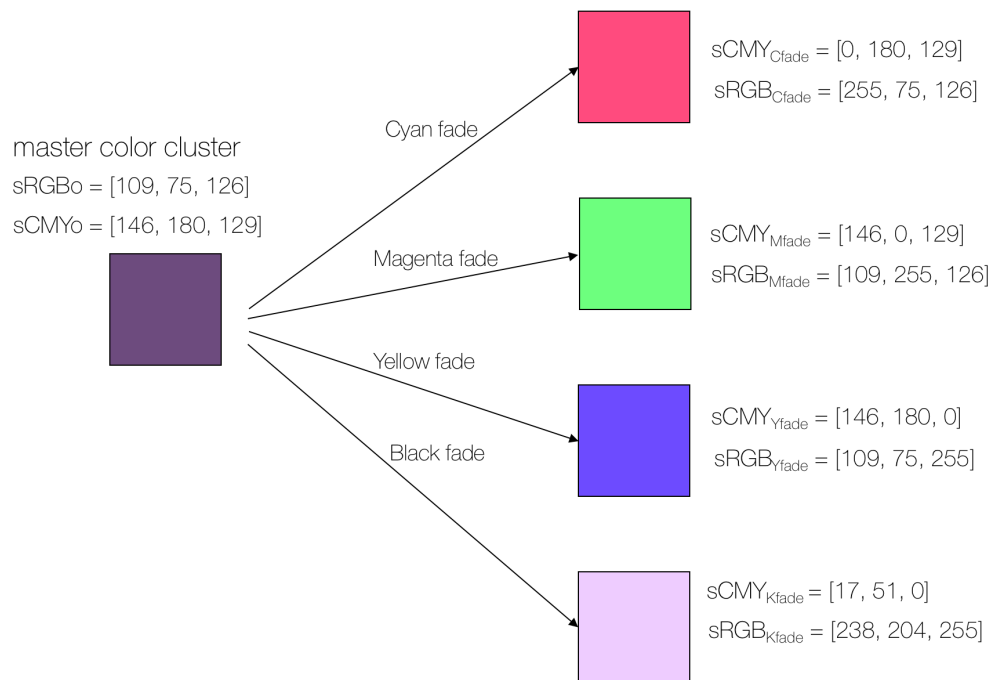 master color cluster
sRGBo = [109, 75, 126]
sCMYo = [146, 180, 129]
Cyan fade
Magenta fade
Yellow fade
Black fade
sCMYCfade = [0, 180, 129]
sRGBCfade = [255, 75, 126]
sCMYMfade = [146, 0, 129]
sRGBMfade = [109, 255, 126]
sCMYYfade = [146, 180, 0]
sRGBYfade = [109, 75, 255]
sCMYKfade = [17, 51, 0]
sRGBKfade = [238, 204, 255]